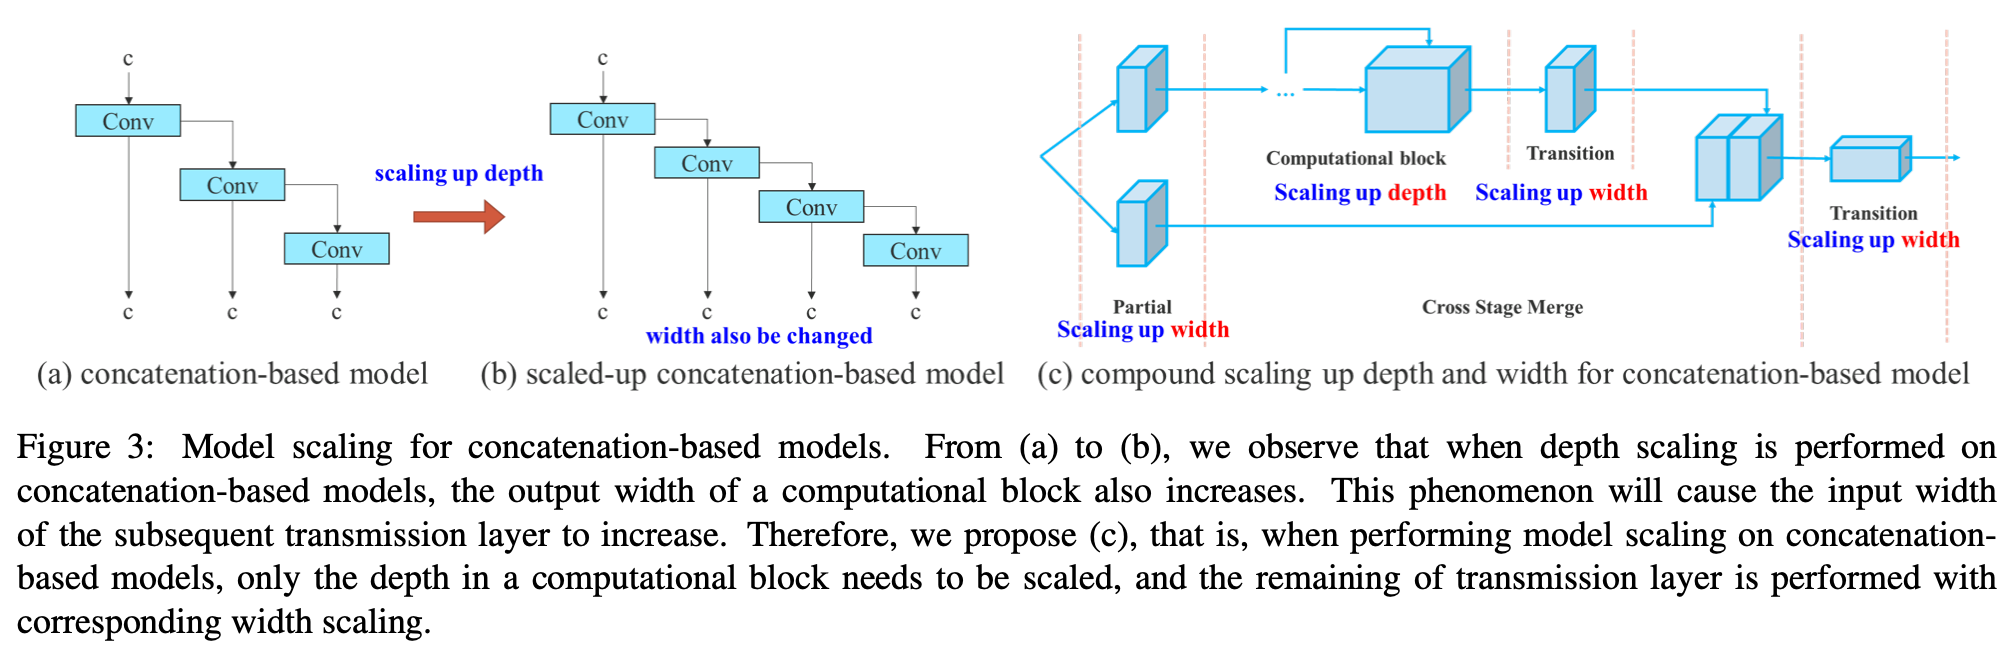 c
Conv
Conv
Conv
c c c
scaling up depth
c
Conv
Conv
Conv
Conv
c c c c
width also be changed
...
Computational block
Scaling up depth
Transition
Scaling up width
Transition
Scaling up width
Partial
Scaling up width
Cross Stage Merge
(a) concatenation-based model
(b) scaled-up concatenation-based model
(c) compound scaling up depth and width for concatenation-based model
Figure 3: Model scaling for concatenation-based models. From (a) to (b), we observe that when depth scaling is performed on
concatenation-based models, the output width of a computational block also increases. This phenomenon will cause the input width
of the subsequent transmission layer to increase. Therefore, we propose (c), that is, when performing model scaling on concatenation-
based models, only the depth in a computational block needs to be scaled, and the remaining of transmission layer is performed with
corresponding width scaling.